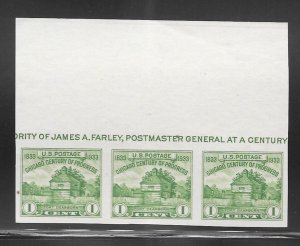 ORITY OF JAMES A. FARLEY, POSTMASTER GENERAL AT A CENTURY
U.S. POSTAGE
1833 1933
CHICAGO CENTURY OF PROGRESS
1 CENT 1
U.S. POSTAGE
1833 1933
CHICAGO CENTURY OF PROGRESS
1 CENT 1
U.S. POSTAGE
1833 1933
CHICAGO CENTURY OF PROGRESS
1 CENT 1